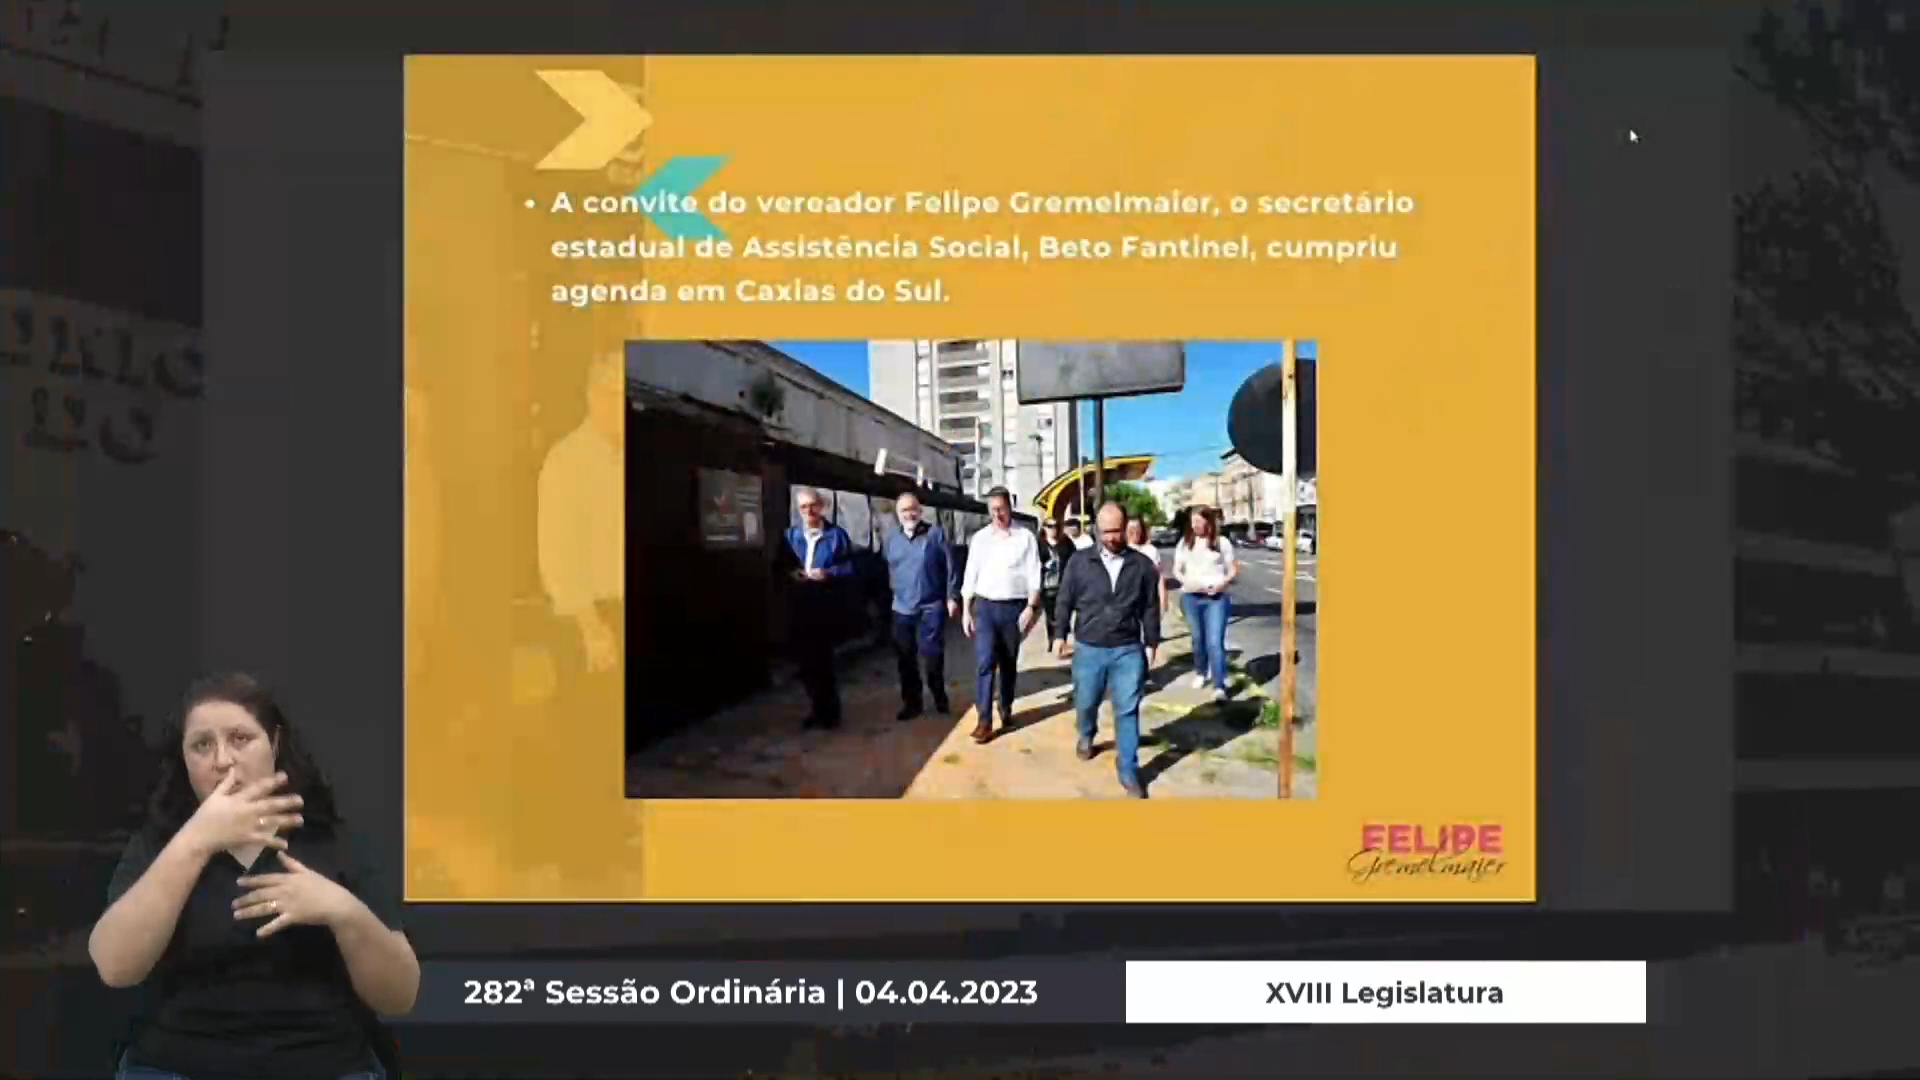 • A convite do vereador Felipe Gremelmaier, o secretário
estadual de Assistência Social, Beto Fantinel, cumpriu
agenda em Caxias do Sul.
FELIPE
Gremelmaier
282ª Sessão Ordinária | 04.04.2023
XVIII Legislatura